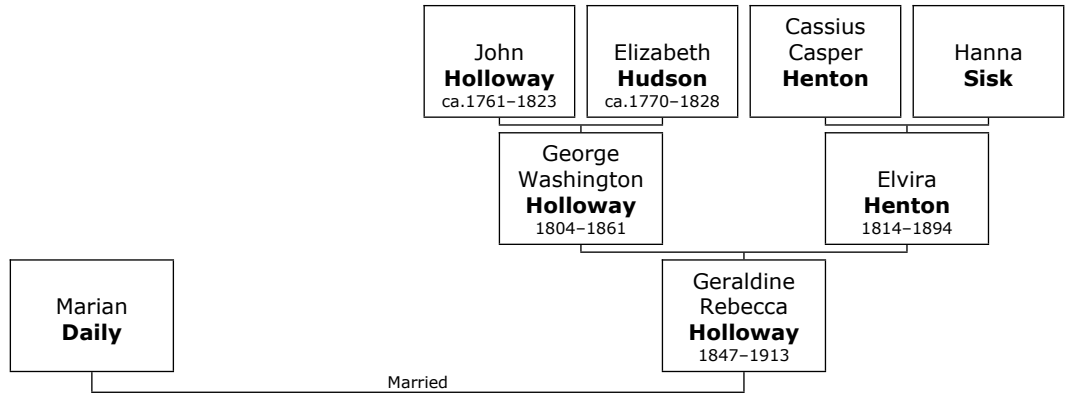 John
Holloway
ca.1761–1823
Elizabeth
Hudson
ca.1770–1828
Cassius
Casper
Henton
Hanna
Sisk
George
Washington
Holloway
1804–1861
Elvira
Henton
1814–1894
Marian
Daily
Geraldine
Rebecca
Holloway
1847–1913
Married